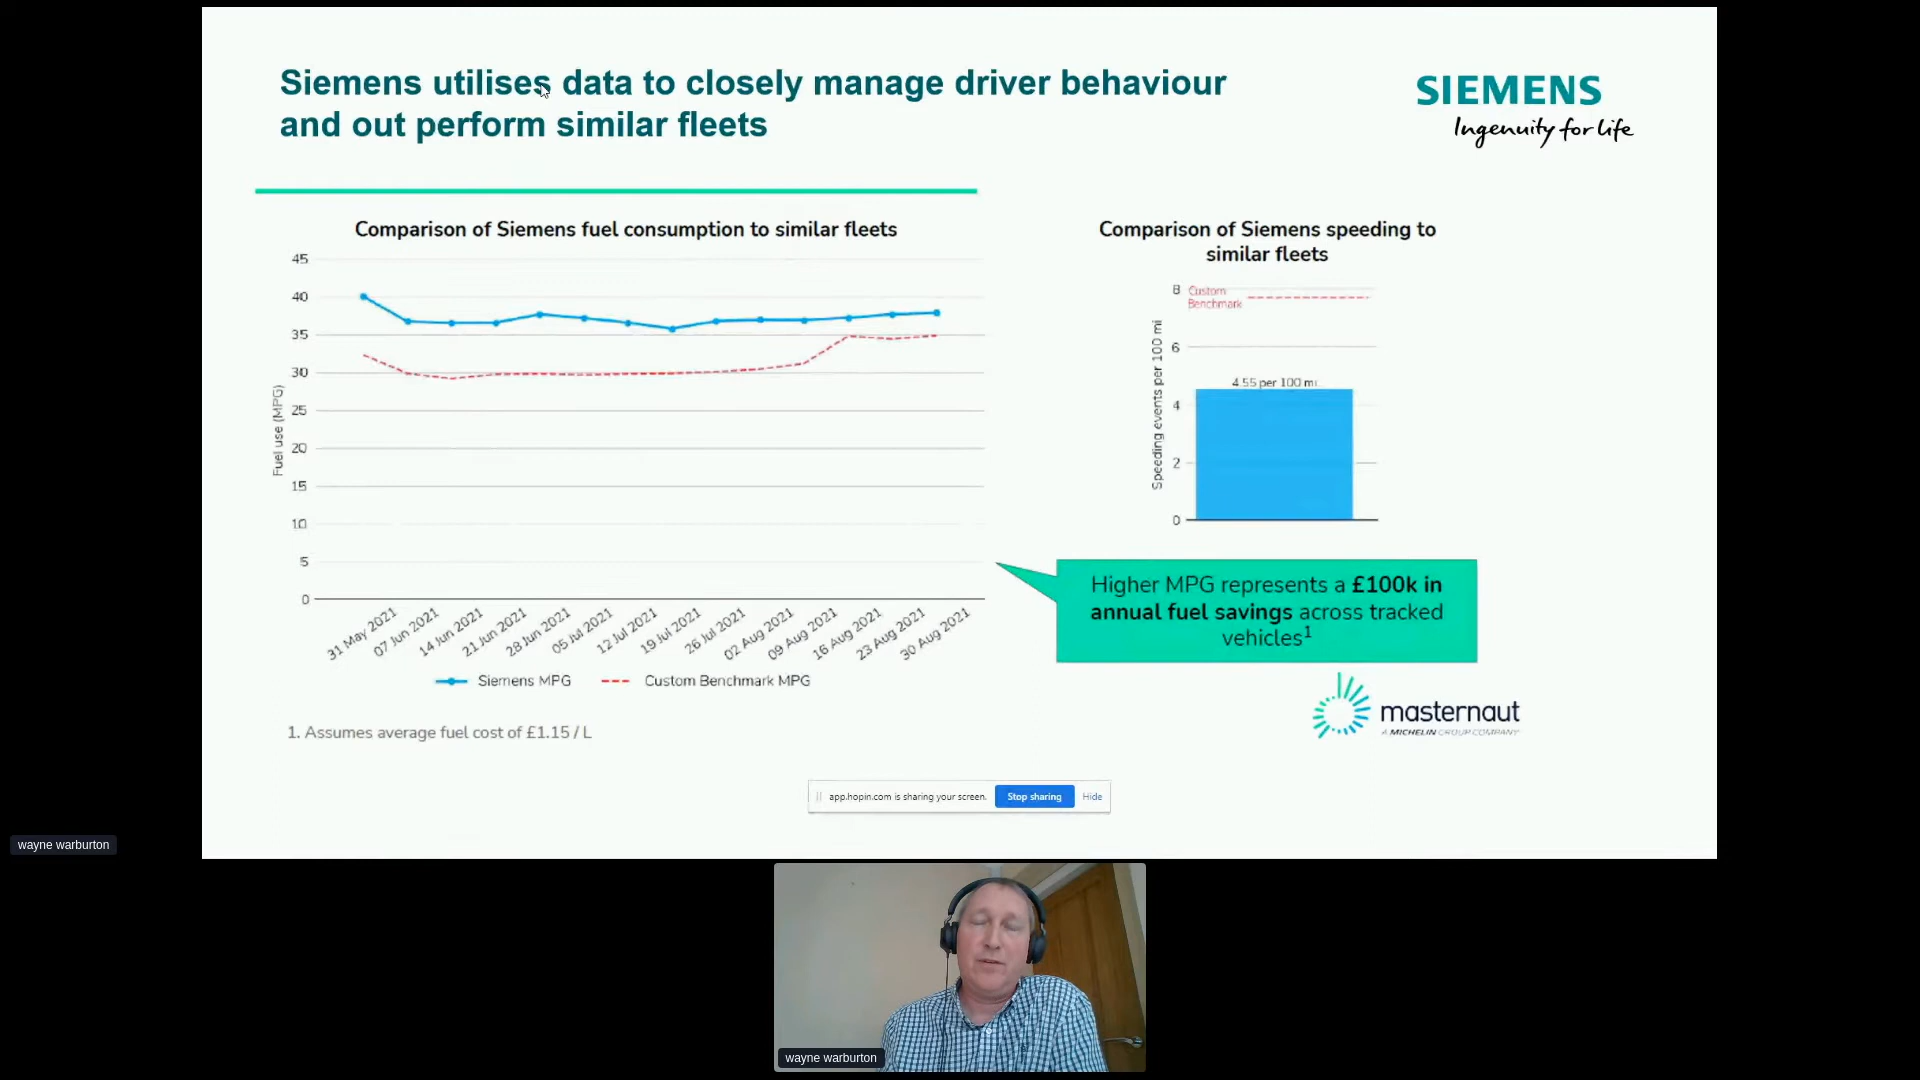 Siemens utilises data to closely manage driver behaviour
and out perform similar fleets
SIEMENS
Ingenuity for life
Comparison of Siemens fuel consumption to similar fleets
45
40
35
30
25
20
15
10
5
0
Fuel use (MPG)
31 May 2021
07 Jun 2021
14 Jun 2021
21 Jun 2021
28 Jun 2021
05 Jul 2021
12 Jul 2021
19 Jul 2021
26 Jul 2021
02 Aug 2021
09 Aug 2021
16 Aug 2021
23 Aug 2021
30 Aug 2021
Siemens MPG
Custom Benchmark MPG
1. Assumes average fuel cost of £1.15 / L
Comparison of Siemens speeding to
similar fleets
8
6
4
2
0
Speeding events per 100 mi
Custom
Benchmark
4.55 per 100 mi...
Higher MPG represents a £100k in
annual fuel savings across tracked
vehicles1
masternaut
A MICHELIN GROUP COMPANY
app.hopin.com is sharing your screen.
Stop sharing
Hide
wayne warburton
wayne warburton